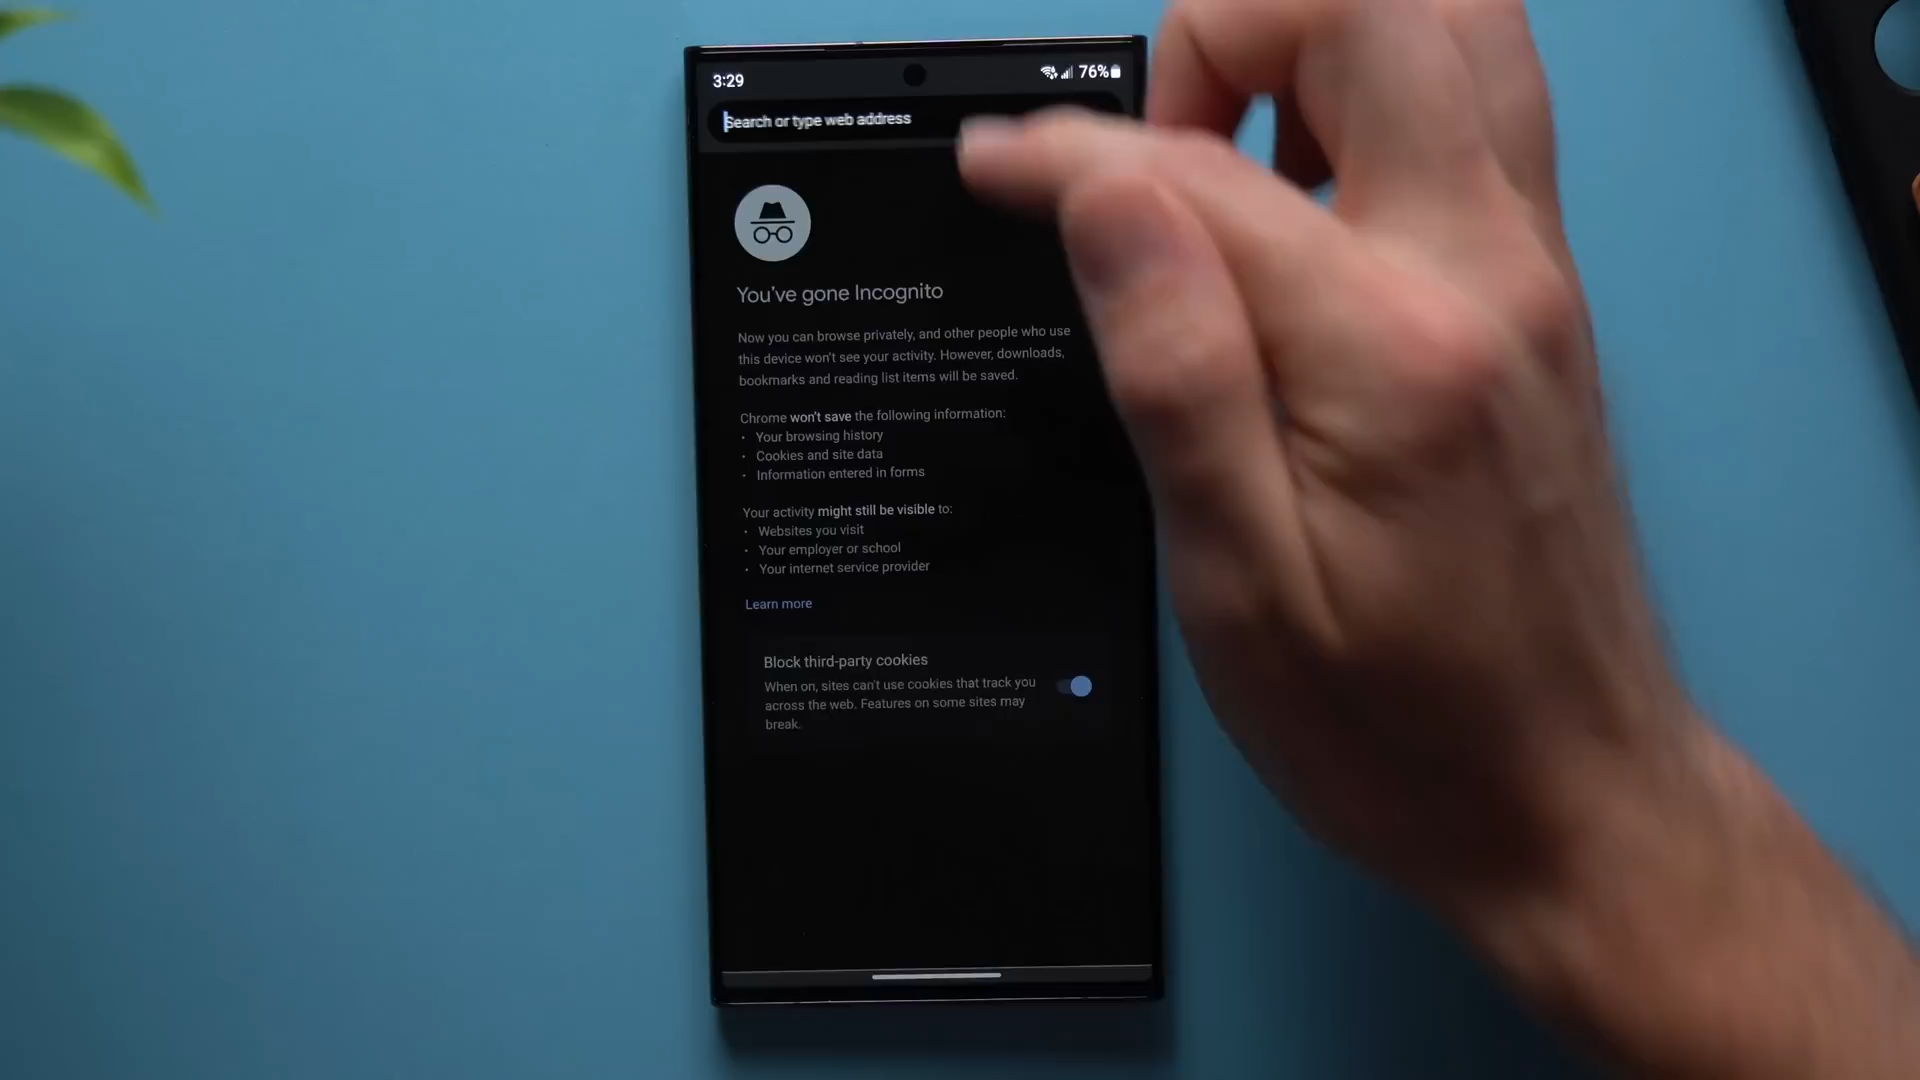 3:29
76%
Search or type web address
You've gone Incognito
Now you can browse privately, and other people who use
this device won't see your activity. However, downloads,
bookmarks and reading list items will be saved.
Chrome won't save the following information:
• Your browsing history
• Cookies and site data
• Information entered in forms
Your activity might still be visible to:
• Websites you visit
• Your employer or school
• Your internet service provider
Learn more
Block third-party cookies
When on, sites can't use cookies that track you
across the web. Features on some sites may
break.